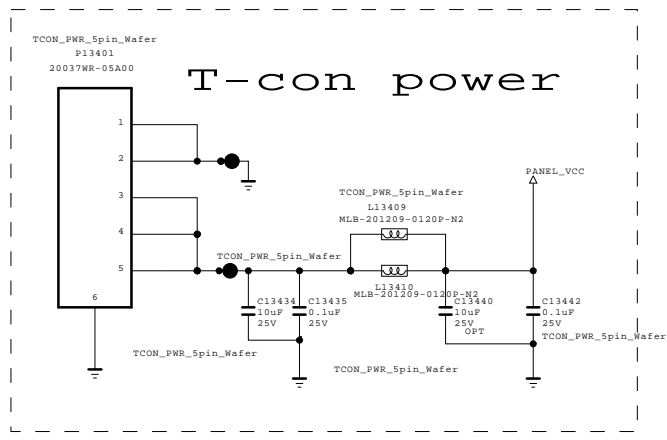 TCON_PWR_5pin_Wafer
P13401
20037WR-05A00
T-con power
1
2
3
4
5
6
PANEL_VCC
TCON_PWR_5pin_Wafer
L13409
MLB-201209-0120P-N2
TCON_PWR_5pin_Wafer
L13410
MLB-201209-0120P-N2
C13434
10uF
25V
C13435
0.1uF
25V
C13440
10uF
25V
OPT
C13442
0.1uF
25V
TCON_PWR_5pin_Wafer
TCON_PWR_5pin_Wafer
TCON_PWR_5pin_Wafer